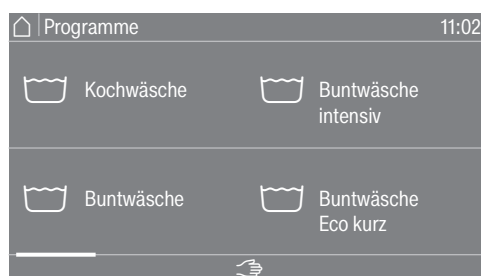 Programme 11:02
Kochwäsche
Buntwäsche
intensiv
Buntwäsche
Buntwäsche
Eco kurz